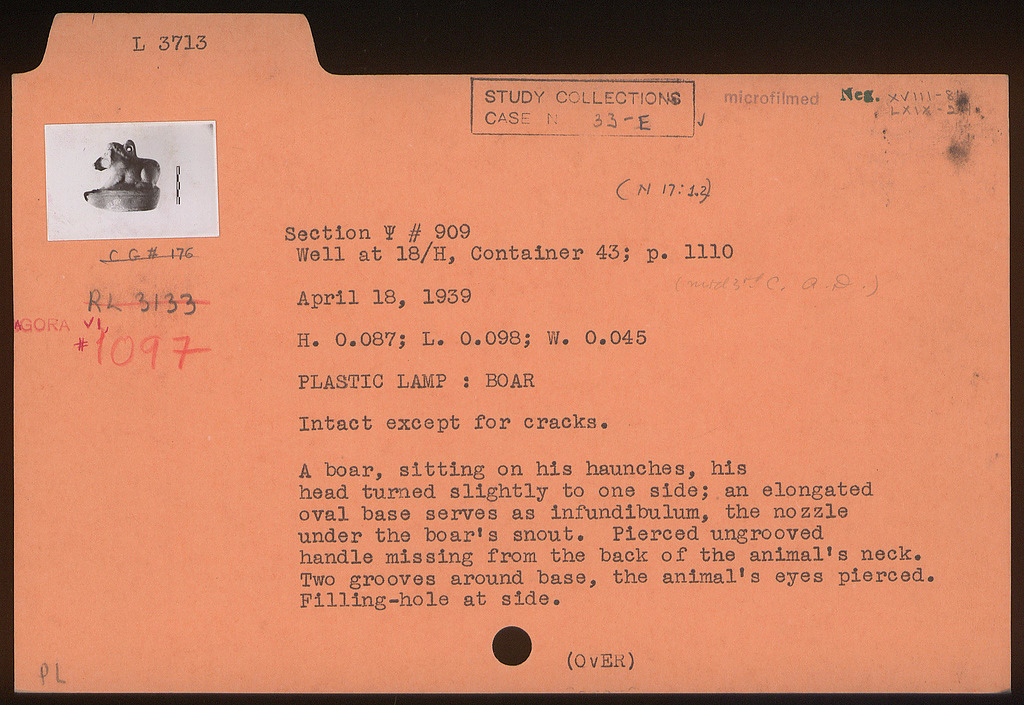 L 3713
STUDY COLLECTIONS
CASE N 33-E
microfilmed
Neg. XVIII-8
LXIX-
(N 17:1.2)
Section Ψ # 909
Well at 18/H, Container 43; p. 1110
(mid 3rd C. A.D.)
C G # 176
April 18, 1939
RL 3133
AGORA VI,
#1097
H. 0.087; L. 0.098; W. 0.045
PLASTIC LAMP : BOAR
Intact except for cracks.
A boar, sitting on his haunches, his
head turned slightly to one side; an elongated
oval base serves as infundibulum, the nozzle
under the boar's snout. Pierced ungrooved
handle missing from the back of the animal's neck.
Two grooves around base, the animal's eyes pierced.
Filling-hole at side.
(OvER)
PL